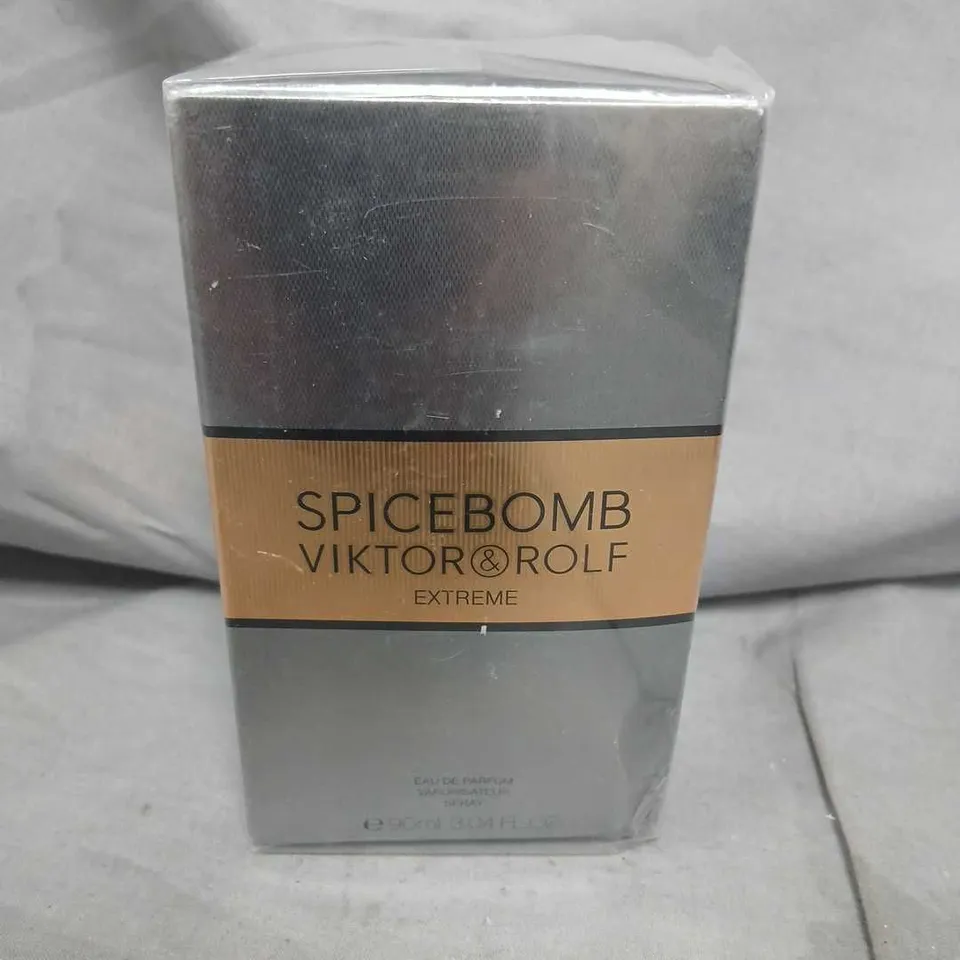 SPICEBOMB
VIKTOR&ROLF
EXTREME
EAU DE PARFUM
VAPORISATEUR
SPRAY
e 90ml 3.04 Fl. Oz